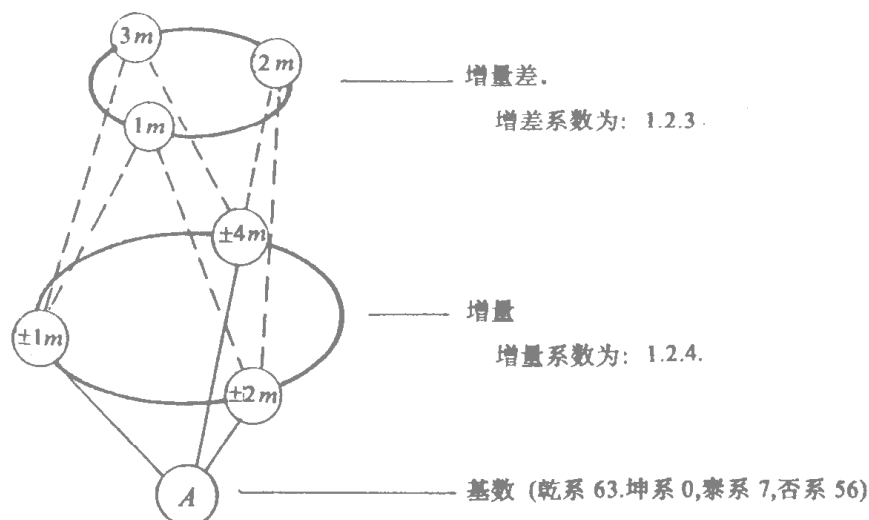 3m
2m
增量差.
增差系数为: 1.2.3
1m
±4m
增量
±1m
增量系数为: 1.2.4.
±2m
A
基数 (乾系 63.坤系 0,泰系 7,否系 56)